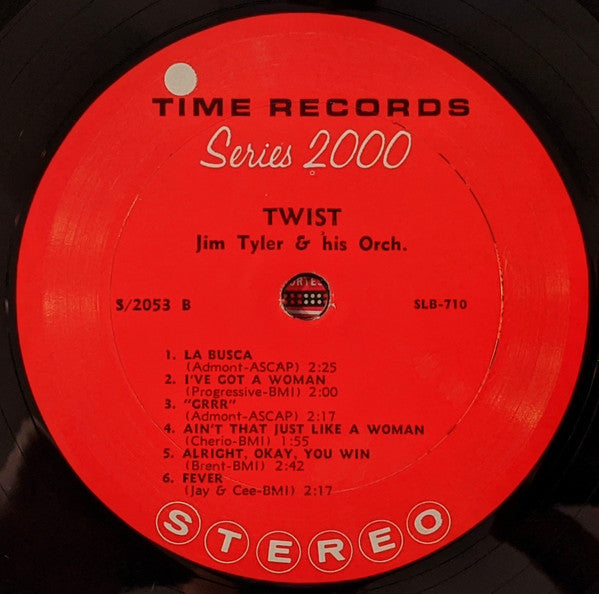 TIME RECORDS
Series 2000
TWIST
Jim Tyler & his Orch.
S/2053 B
SLB-710
1. LA BUSCA
(Admont-ASCAP) 2:25
2. I'VE GOT A WOMAN
(Progressive-BMI) 2:00
3. "GRRR"
(Admont-ASCAP) 2:17
4. AIN'T THAT JUST LIKE A WOMAN
(Cherio-BMI) 1:55
5. ALRIGHT, OKAY, YOU WIN
(Brent-BMI) 2:42
6. FEVER
(Jay & Cee-BMI) 2:17
STEREO